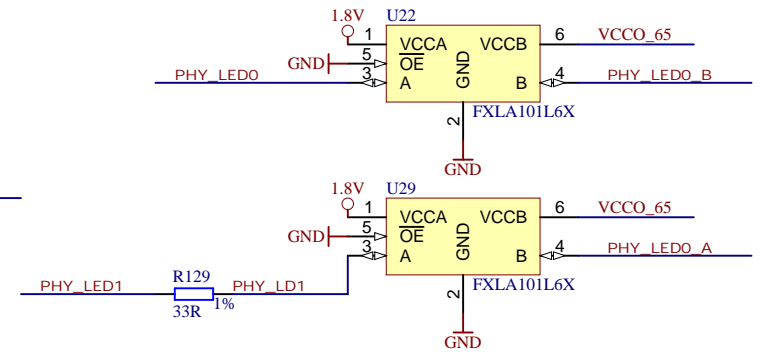 1.8V
U22
1
VCCA
VCCB
6
VCCO_65
GND
5
OE
GND
PHY_LED0
3
A
B
4
PHY_LED0_B
2
FXLA101L6X
GND
1.8V
U29
1
VCCA
VCCB
6
VCCO_65
GND
5
OE
GND
3
A
B
4
PHY_LED0_A
R129
PHY_LED1
PHY_LD1
33R
1%
2
FXLA101L6X
GND